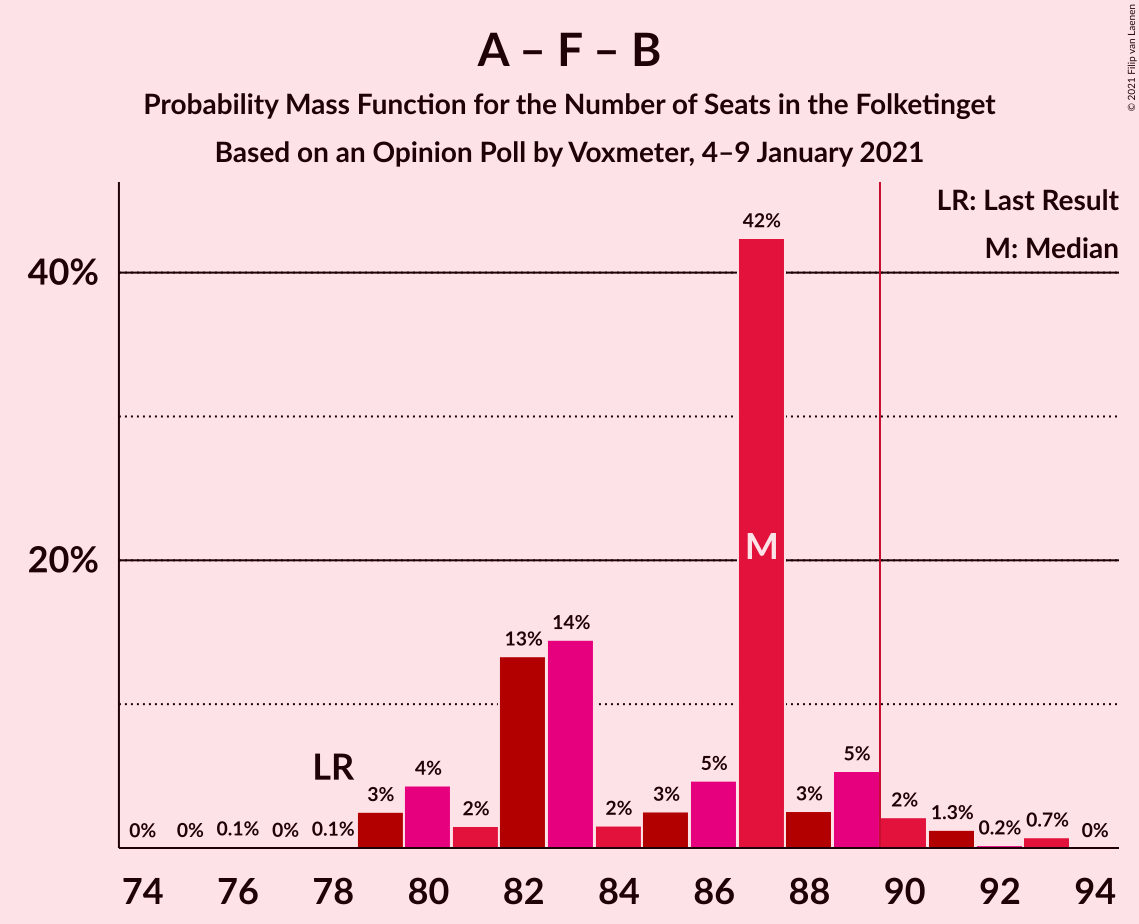 A – F – B
Probability Mass Function for the Number of Seats in the Folketinget
Based on an Opinion Poll by Voxmeter, 4–9 January 2021
© 2021 Filip van Laenen
LR: Last Result
M: Median
42%
40%
M
20%
14%
13%
LR
5%
5%
4%
3%
3%
3%
2%
2%
2%
1.3%
0.7%
0.2%
0%
0%
0.1%
0%
0.1%
0%
74 76 78 80 82 84 86 88 90 92 94